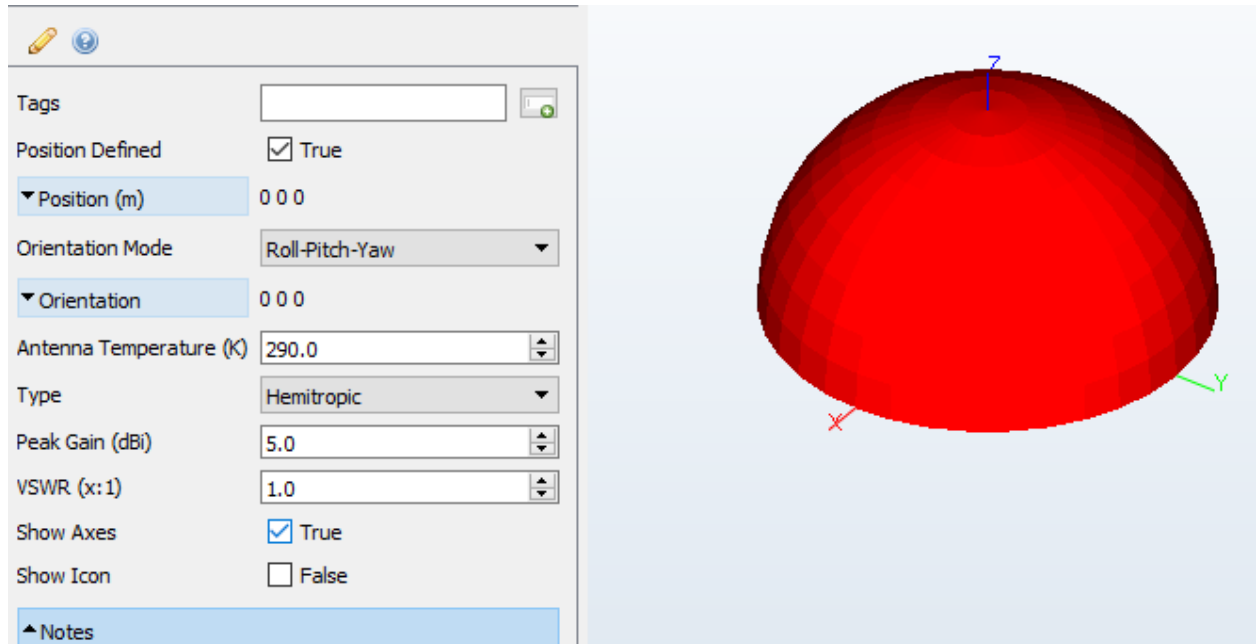 Tags
Position Defined True
Position (m) 0 0 0
Orientation Mode Roll-Pitch-Yaw
Orientation 0 0 0
Antenna Temperature (K) 290.0
Type Hemitropic
Peak Gain (dBi) 5.0
VSWR (x:1) 1.0
Show Axes True
Show Icon False
Notes
Z
Y
X